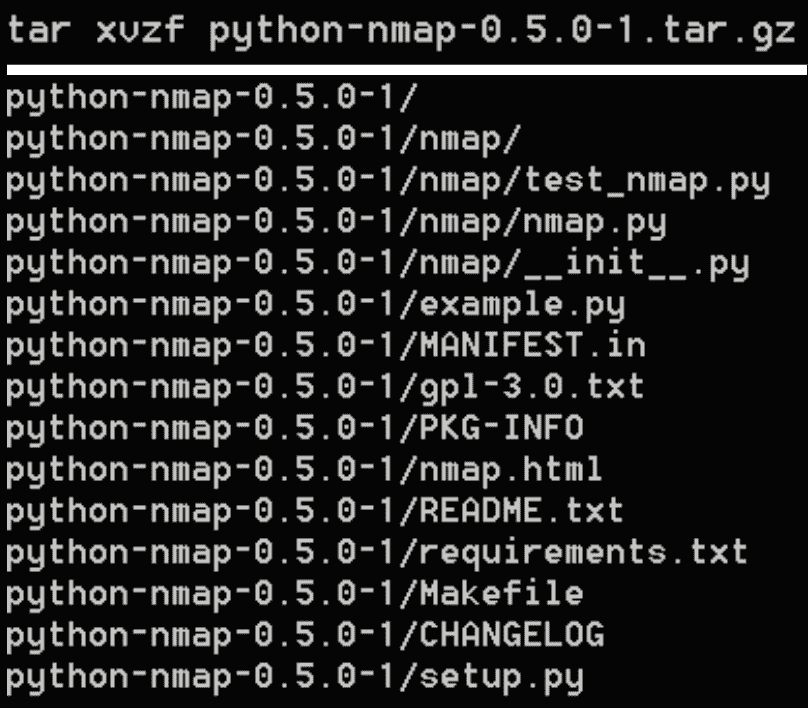 tar xvzf python-nmap-0.5.0-1.tar.gz
python-nmap-0.5.0-1/
python-nmap-0.5.0-1/nmap/
python-nmap-0.5.0-1/nmap/test_nmap.py
python-nmap-0.5.0-1/nmap/nmap.py
python-nmap-0.5.0-1/nmap/__init__.py
python-nmap-0.5.0-1/example.py
python-nmap-0.5.0-1/MANIFEST.in
python-nmap-0.5.0-1/gpl-3.0.txt
python-nmap-0.5.0-1/PKG-INFO
python-nmap-0.5.0-1/nmap.html
python-nmap-0.5.0-1/README.txt
python-nmap-0.5.0-1/requirements.txt
python-nmap-0.5.0-1/Makefile
python-nmap-0.5.0-1/CHANGELOG
python-nmap-0.5.0-1/setup.py